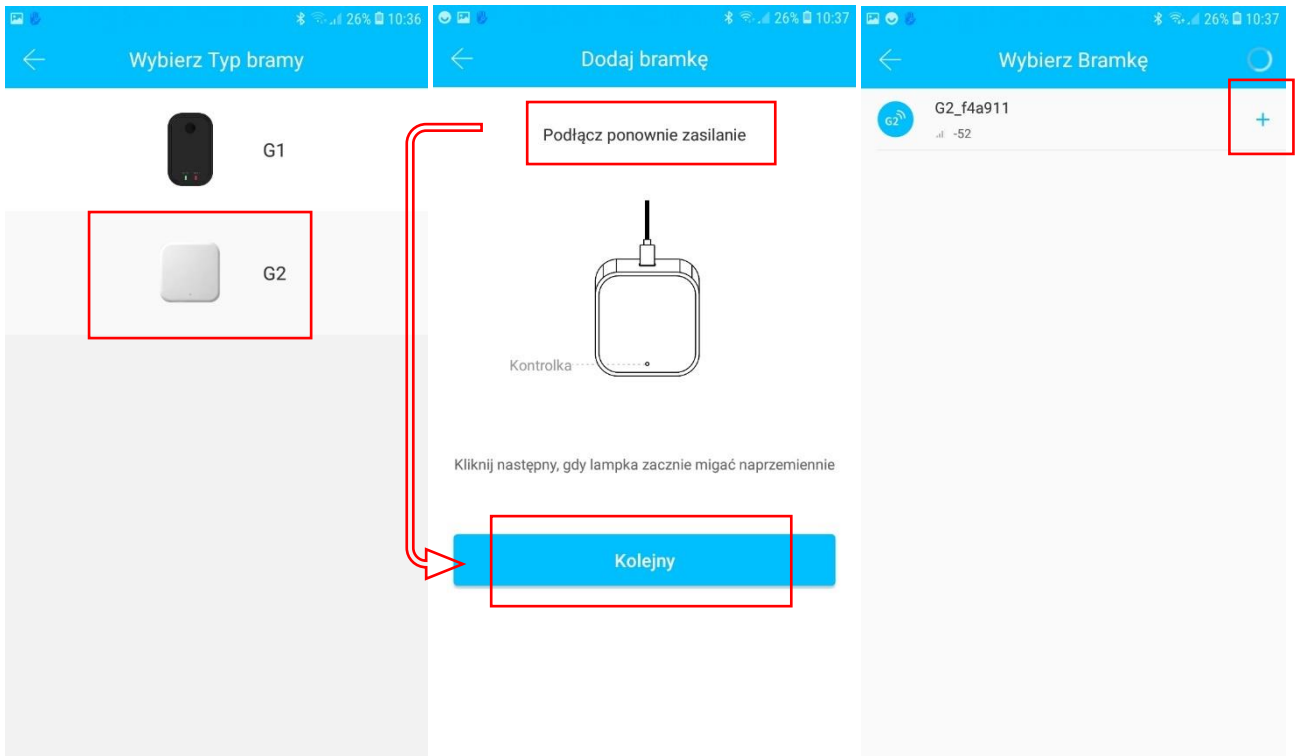 26% 10:36
Wybierz Typ bramy
G1
G2
26% 10:37
Dodaj bramkę
Podłącz ponownie zasilanie
Kontrolka
Kliknij następny, gdy lampka zacznie migać naprzemiennie
Kolejny
26% 10:37
Wybierz Bramkę
G2
G2_f4a911
-52
+